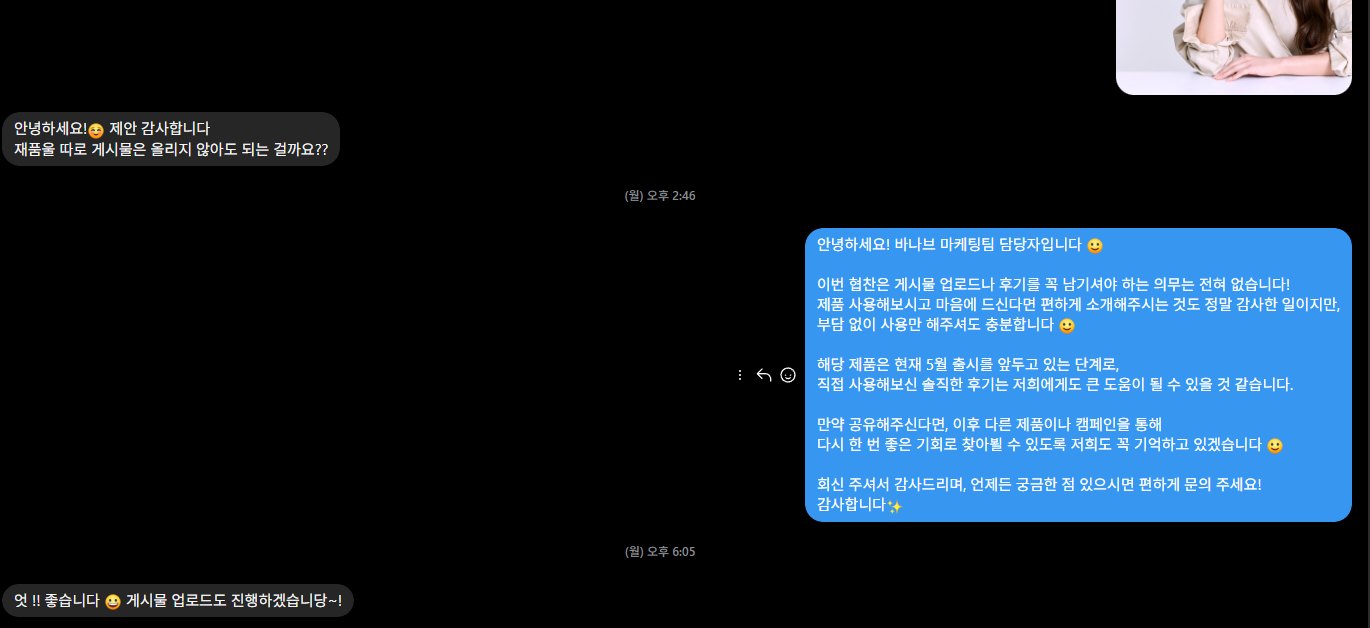 안녕하세요!☺️ 제안 감사합니다
재품울 따로 게시물은 올리지 않아도 되는 걸까요??
(월) 오후 2:46
안녕하세요! 바나브 마케팅팀 담당자입니다 🙂
이번 협찬은 게시물 업로드나 후기를 꼭 남기셔야 하는 의무는 전혀 없습니다!
제품 사용해보시고 마음에 드신다면 편하게 소개해주시는 것도 정말 감사한 일이지만,
부담 없이 사용만 해주셔도 충분합니다 🙂
해당 제품은 현재 5월 출시를 앞두고 있는 단계로,
직접 사용해보신 솔직한 후기는 저희에게도 큰 도움이 될 수 있을 것 같습니다.
만약 공유해주신다면, 이후 다른 제품이나 캠페인을 통해
다시 한 번 좋은 기회로 찾아뵐 수 있도록 저희도 꼭 기억하고 있겠습니다 🙂
회신 주셔서 감사드리며, 언제든 궁금한 점 있으시면 편하게 문의 주세요!
감사합니다✨
(월) 오후 6:05
엇 !! 좋습니다 😀 게시물 업로드도 진행하겠습니당~!